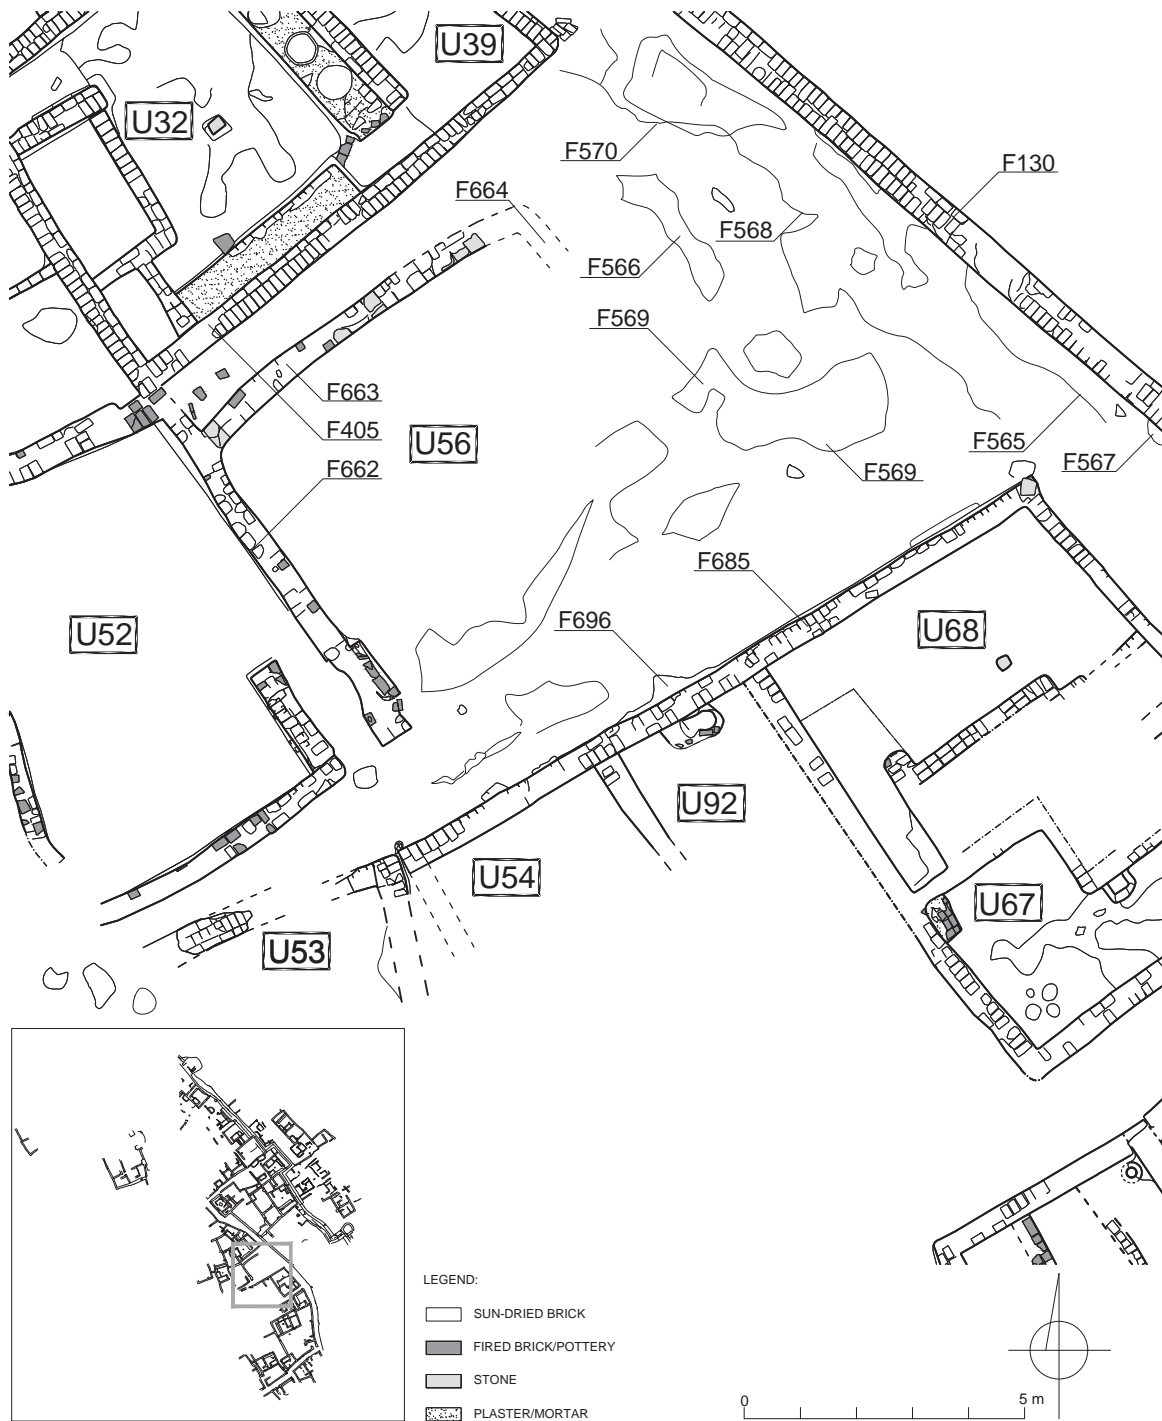 U39
U32
F570
F130
F664
F568
F566
F569
F663
F405
U56
F565
F567
F662
F569
F685
F696
U52
U68
U92
U54
U67
U53
LEGEND:
SUN-DRIED BRICK
FIRED BRICK/POTTERY
STONE
PLASTER/MORTAR
0 5 m